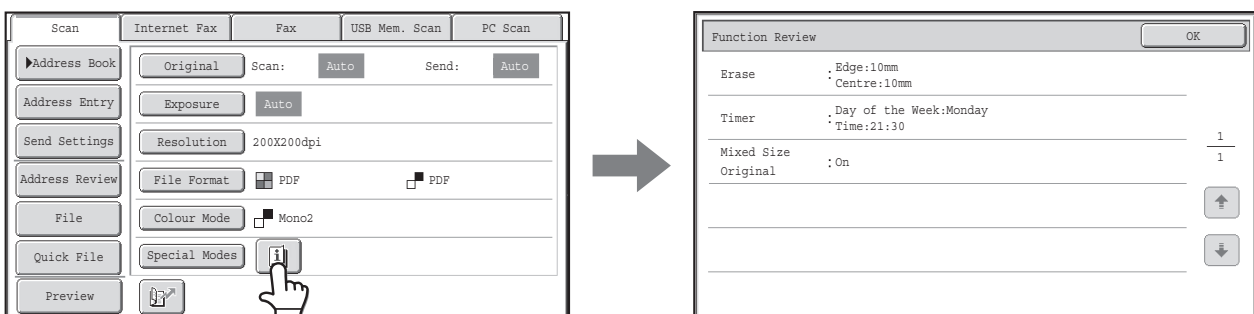 Scan Internet Fax Fax USB Mem. Scan PC Scan
Address Book
Original Scan: Auto Send: Auto
Address Entry
Exposure Auto
Send Settings
Resolution 200X200dpi
Address Review
File Format PDF PDF
File
Colour Mode Mono2
Quick File
Special Modes
Preview
Function Review OK
Erase : Edge:10mm
Centre:10mm
Timer : Day of the Week:Monday
Time:21:30
Mixed Size
Original :On
1
1